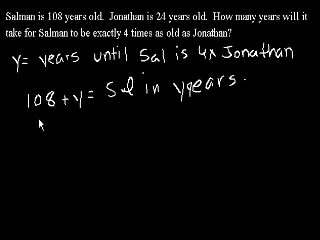 Salman is 108 years old. Jonathan is 24 years old. How many years will it
take for Salman to be exactly 4 times as old as Jonathan?
y = years until Sal is 4x Jonathan
108 + y = Sal in y years.